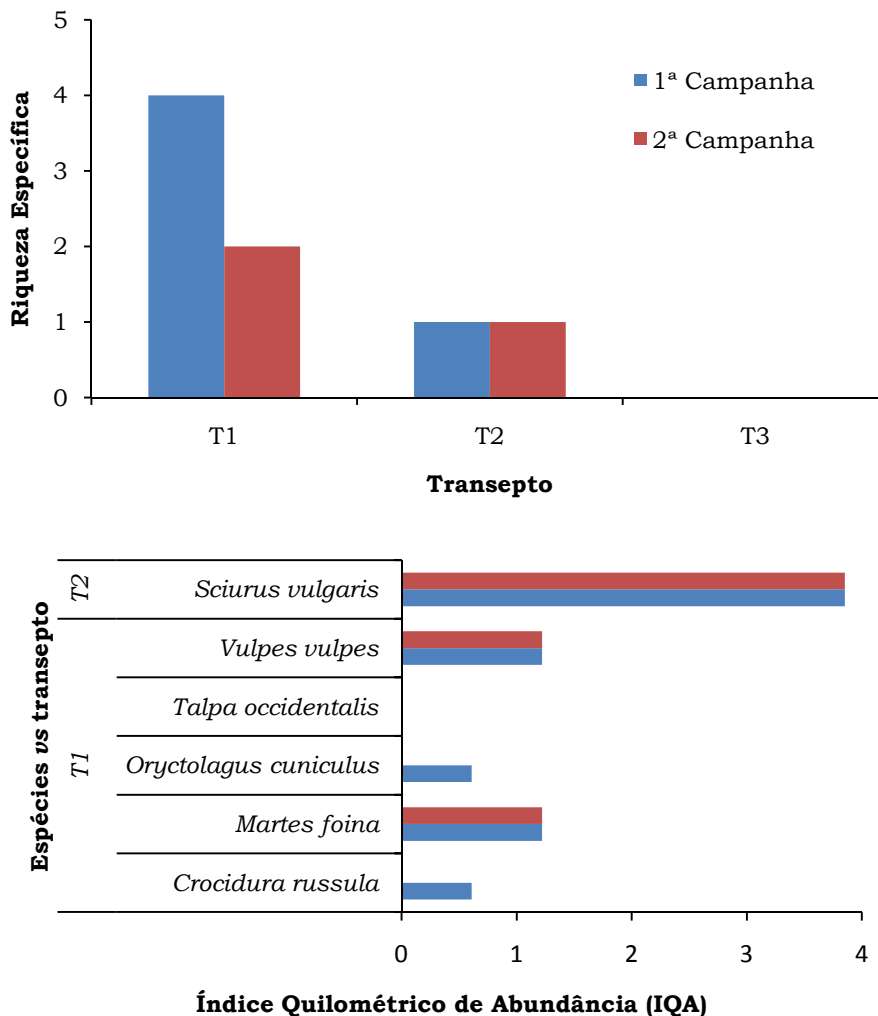 5
4
3
2
1
0
Riqueza Específica
1ª Campanha
2ª Campanha
T1
T2
T3
Transepto
Espécies vs transepto
T2
T1
Sciurus vulgaris
Vulpes vulpes
Talpa occidentalis
Oryctolagus cuniculus
Martes foina
Crocidura russula
0
1
2
3
4
Índice Quilométrico de Abundância (IQA)